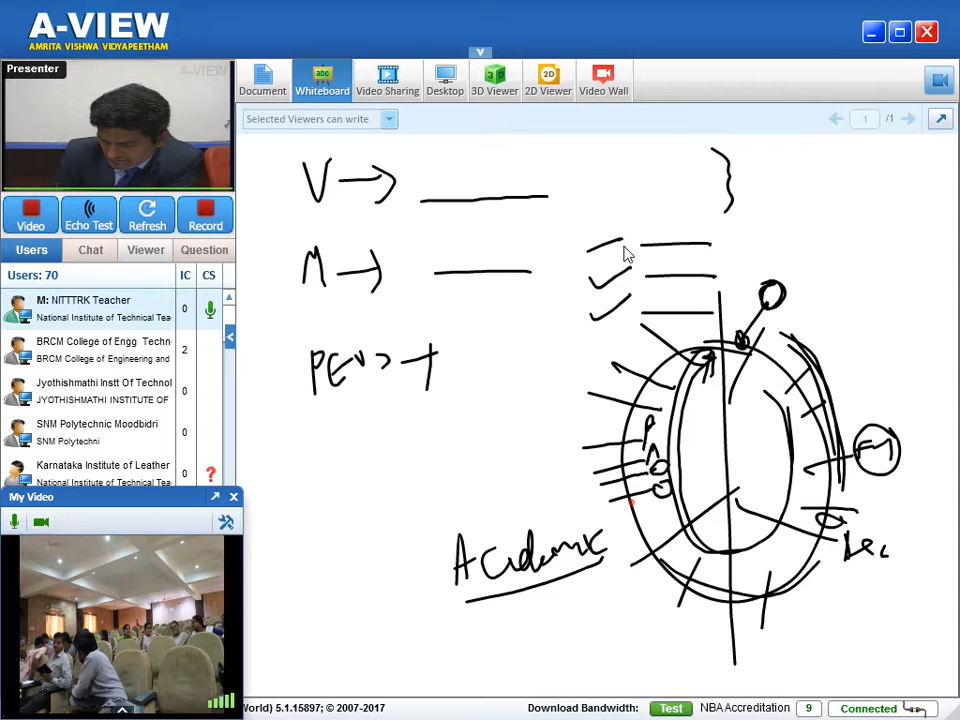 A-VIEW
AMRITA VISHWA VIDYAPEETHAM
Presenter
A-VIEW
Document
Whiteboard
Video Sharing
Desktop
3D Viewer
2D Viewer
Video Wall
Selected Viewers can write
1 /1
Video
Echo Test
Refresh
Record
Users
Chat
Viewer
Question
Users: 70
IC
CS
M: NITTTRK Teacher
National Institute of Technical Tea
0
BRCM College of Engg Techn
BRCM College of Engineering and
2
Jyothishmathi Instt Of Technol
JYOTHISHMATHI INSTITUTE OF
0
SNM Polytechnic Moodbidri
SNM Polytechni
0
Karnataka Institute of Leather
National Institute of Technical Tea
0
My Video
V →
M →
Academic
World) 5.1.15897; © 2007-2017
Download Bandwidth:
Test
NBA Accreditation
9
Connected